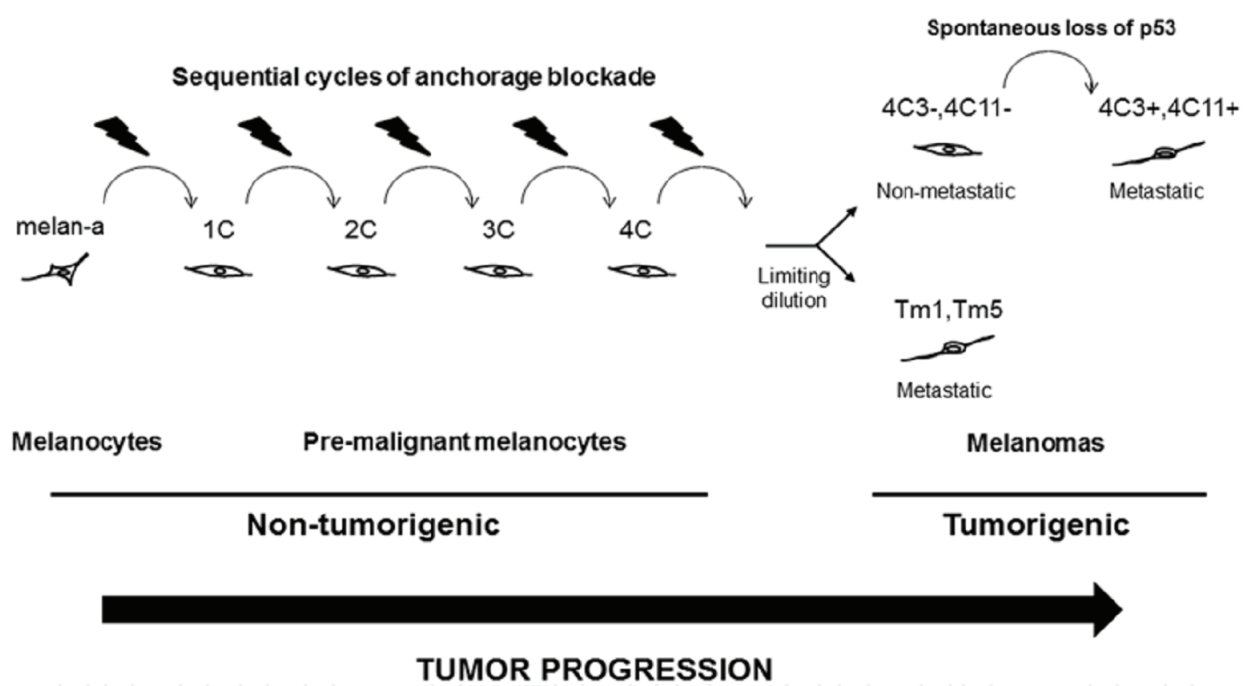 Spontaneous loss of p53
Sequential cycles of anchorage blockade
4C3-,4C11-
4C3+,4C11+
Non-metastatic
Metastatic
melan-a
1C
2C
3C
4C
Limiting
dilution
Tm1,Tm5
Metastatic
Melanocytes
Pre-malignant melanocytes
Melanomas
Non-tumorigenic
Tumorigenic
TUMOR PROGRESSION